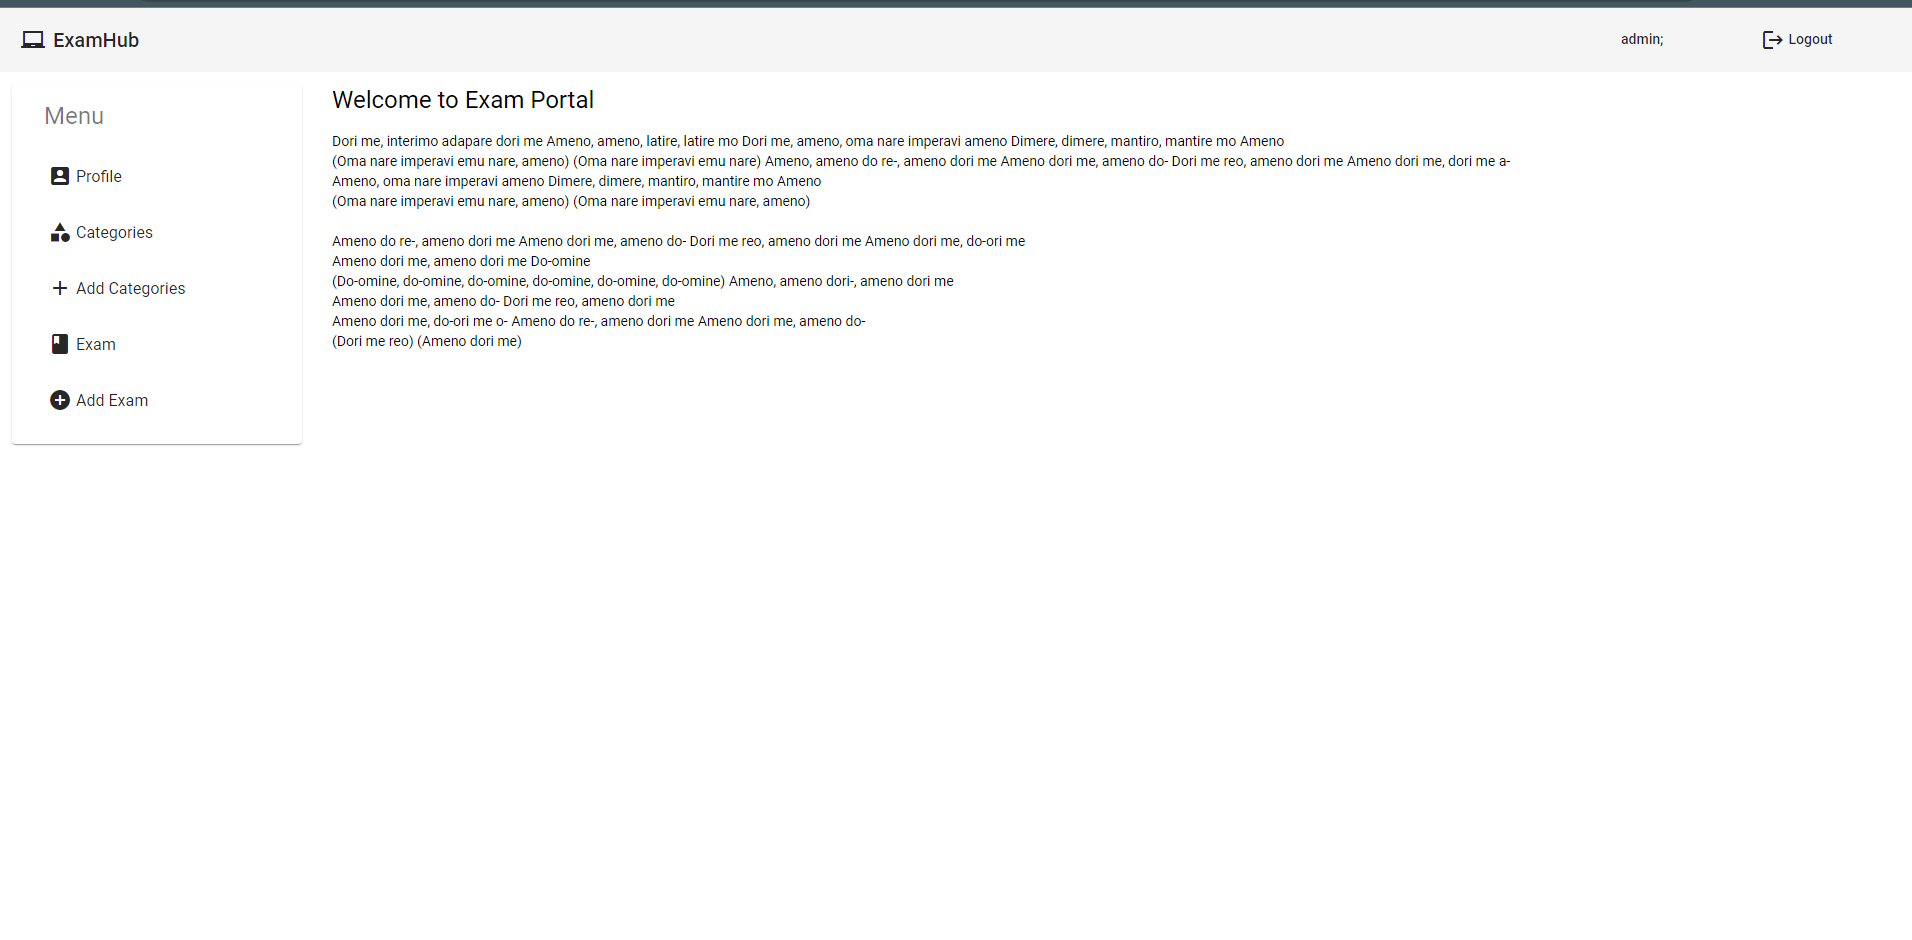 ExamHub
admin;
Logout
Menu
Profile
Categories
Add Categories
Exam
Add Exam
Welcome to Exam Portal
Dori me, interimo adapare dori me Ameno, ameno, latire, latire mo Dori me, ameno, oma nare imperavi ameno Dimere, dimere, mantiro, mantire mo Ameno
(Oma nare imperavi emu nare, ameno) (Oma nare imperavi emu nare) Ameno, ameno do re-, ameno dori me Ameno dori me, ameno do- Dori me reo, ameno dori me Ameno dori me, dori me a-
Ameno, oma nare imperavi ameno Dimere, dimere, mantiro, mantire mo Ameno
(Oma nare imperavi emu nare, ameno) (Oma nare imperavi emu nare, ameno)
Ameno do re-, ameno dori me Ameno dori me, ameno do- Dori me reo, ameno dori me Ameno dori me, do-ori me
Ameno dori me, ameno dori me Do-omine
(Do-omine, do-omine, do-omine, do-omine, do-omine, do-omine) Ameno, ameno dori-, ameno dori me
Ameno dori me, ameno do- Dori me reo, ameno dori me
Ameno dori me, do-ori me o- Ameno do re-, ameno dori me Ameno dori me, ameno do-
(Dori me reo) (Ameno dori me)